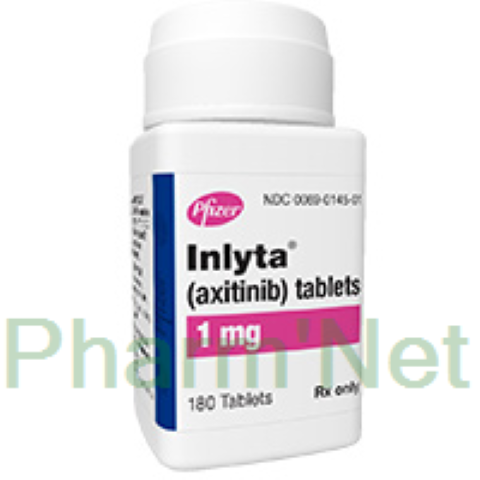 Pfizer
NDC 0069-0145-01
Inlyta®
(axitinib) tablets
1 mg
Pharm'Net
180 Tablets
Rx only